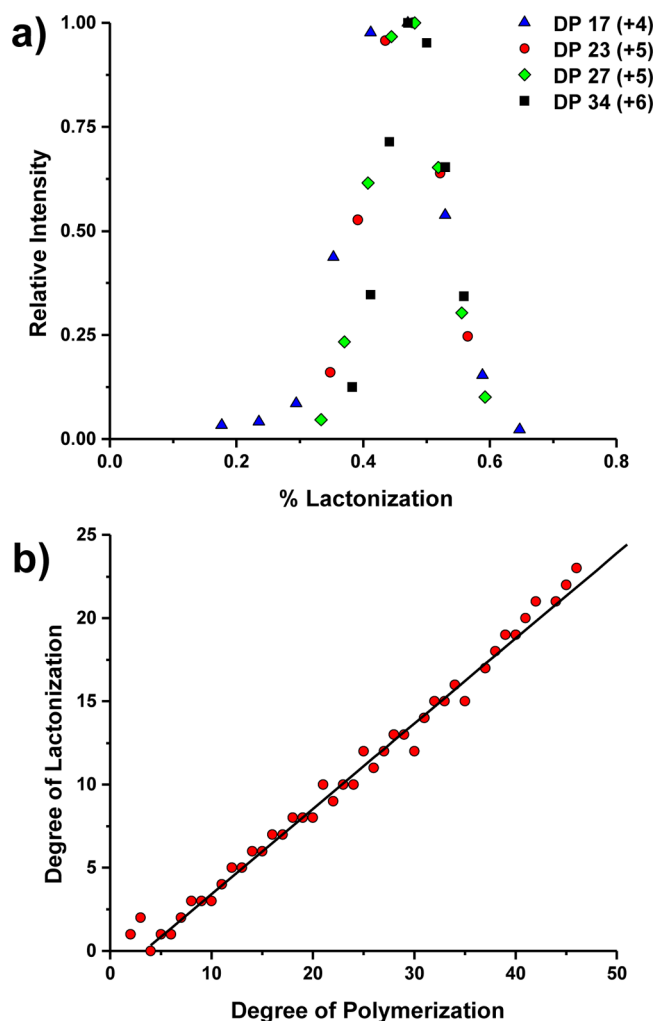 a)
DP 17 (+4)
DP 23 (+5)
DP 27 (+5)
DP 34 (+6)
1.00
0.75
0.50
0.25
0.00
Relative Intensity
0.0 0.2 0.4 0.6 0.8
% Lactonization
b)
25
20
15
10
5
0
Degree of Lactonization
0 10 20 30 40 50
Degree of Polymerization